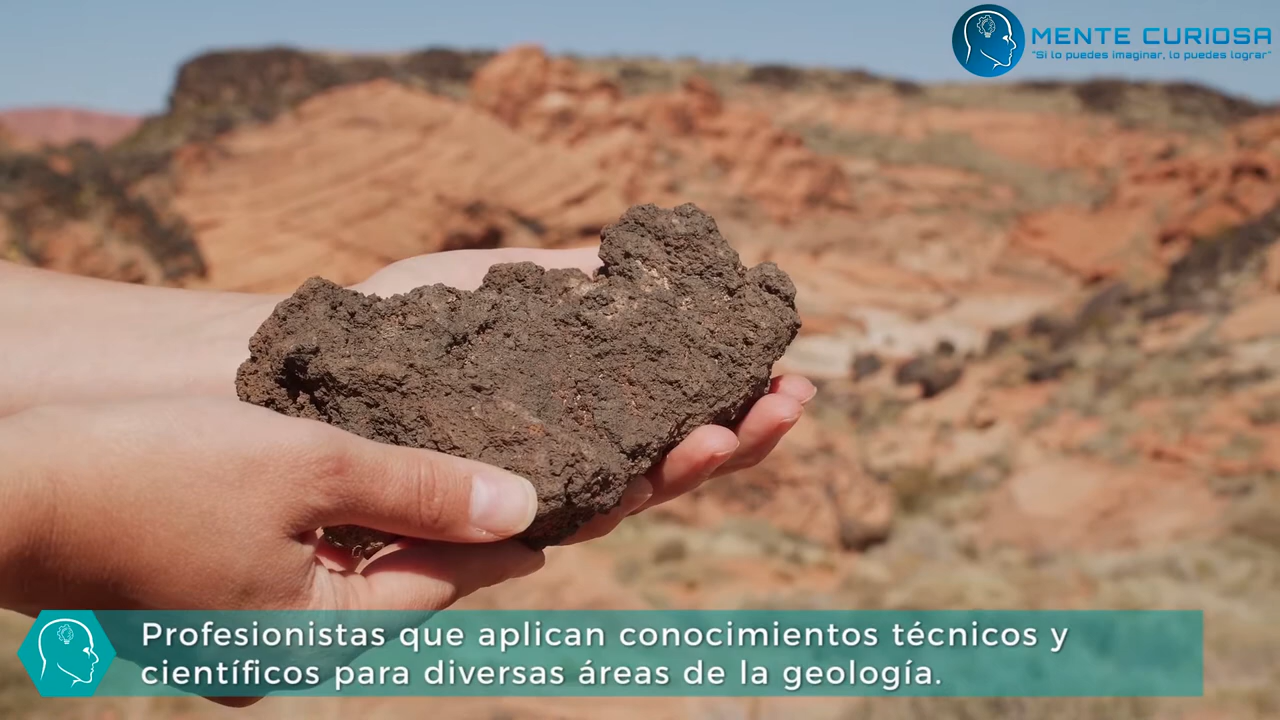 MENTE CURIOSA
"Si lo puedes imaginar, lo puedes lograr"
Profesionistas que aplican conocimientos técnicos y
científicos para diversas áreas de la geología.